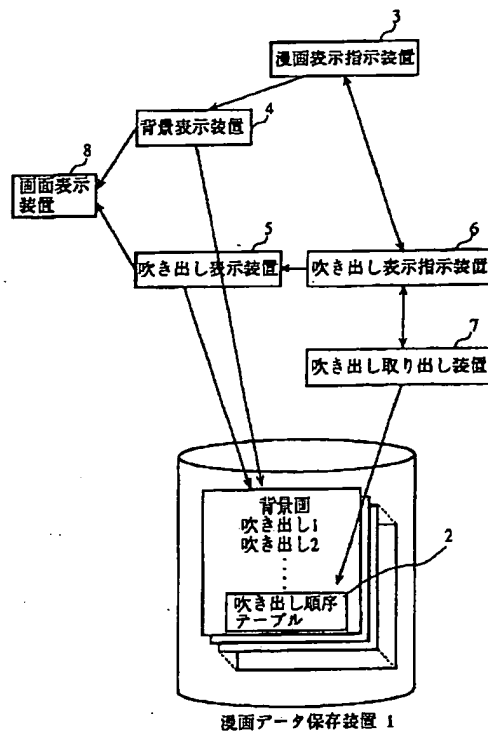 3
漫画表示指示装置
背景表示装置
4
8
画面表示
装置
5
吹き出し表示装置
6
吹き出し表示指示装置
7
吹き出し取り出し装置
背景画
吹き出し1
吹き出し2
2
吹き出し順序
テーブル
漫画データ保存装置 1